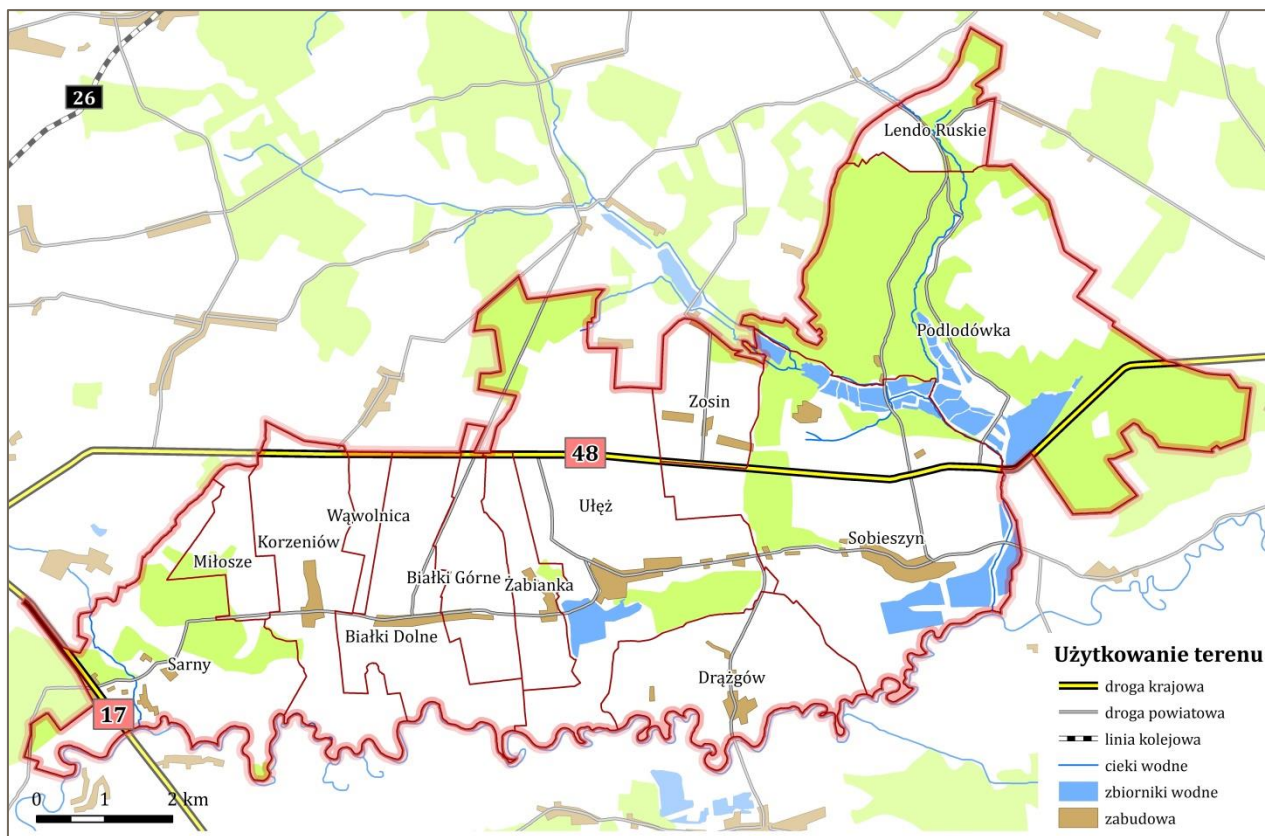 26
Lendo Ruskie
Podlodówka
Zosin
48
Ułęż
Wąwolnica
Sobieszyn
Korzeniów
Miłosze
Białki Górne
Żabianka
Białki Dolne
Sarny
Drążgów
17
0 1 2 km
Użytkowanie terenu
droga krajowa
droga powiatowa
linia kolejowa
cieki wodne
zbiorniki wodne
zabudowa